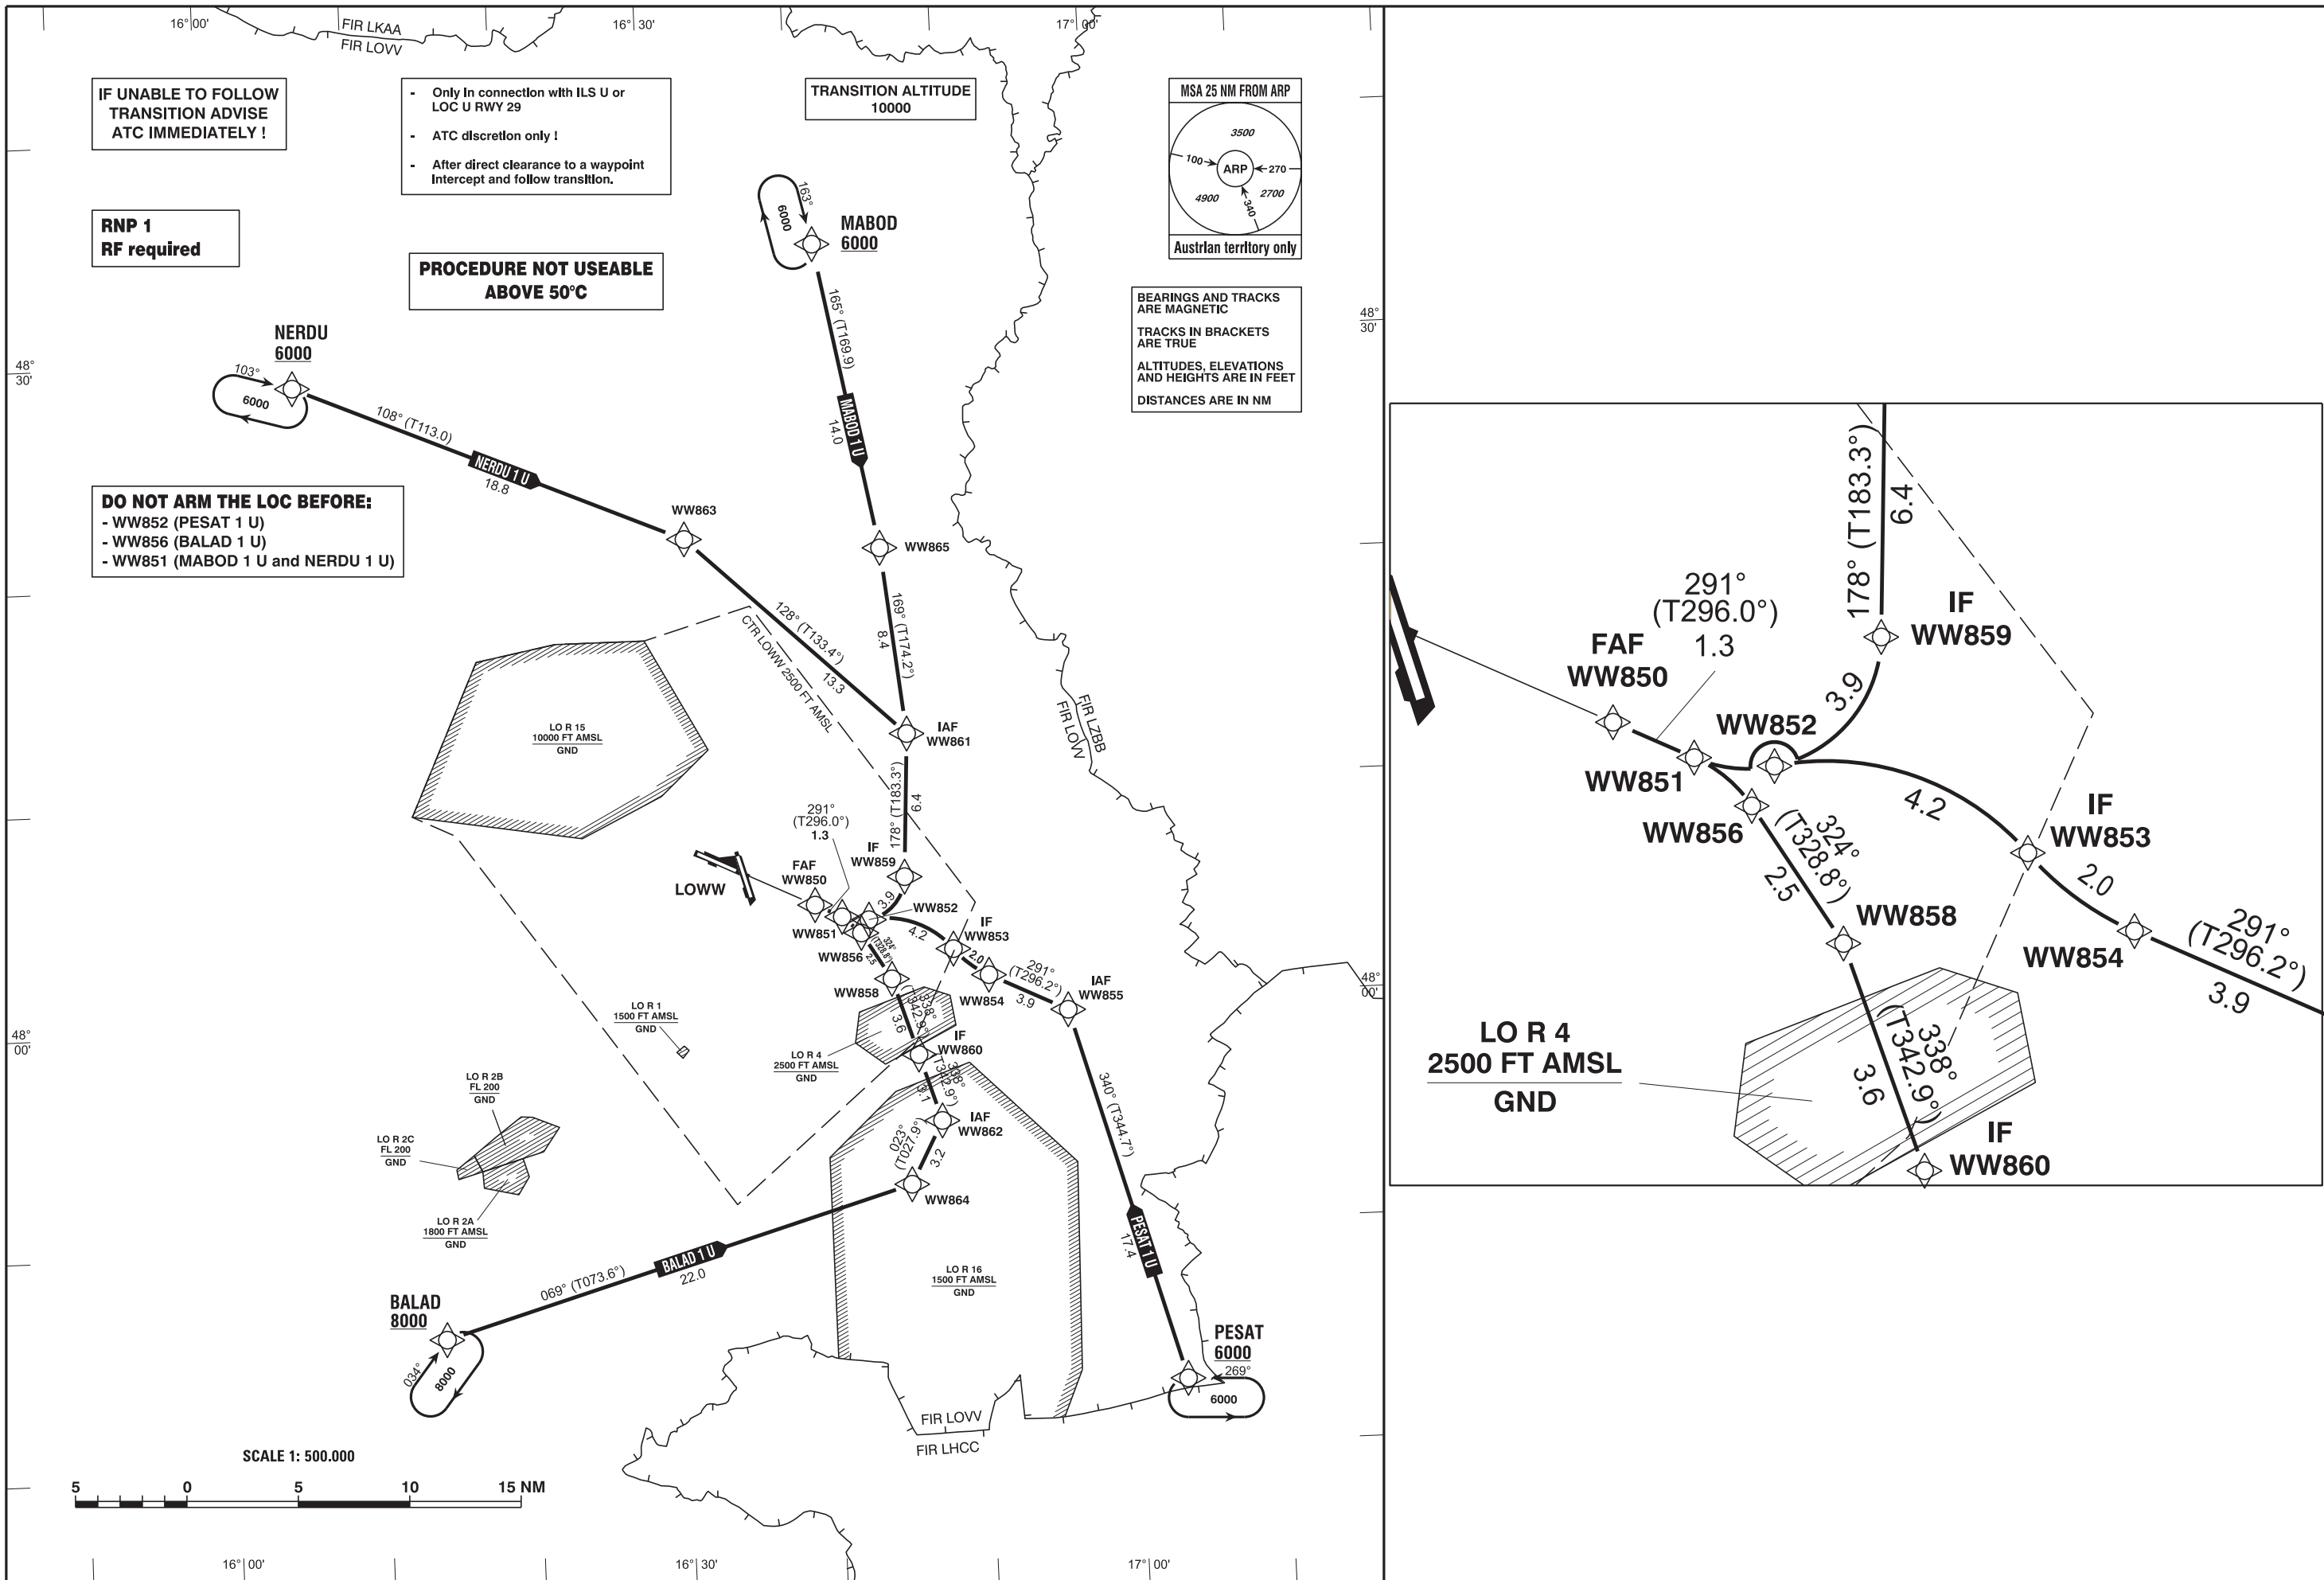 16° 00'
16° 30'
17° 00'
FIR LKAA
FIR LOVV
IF UNABLE TO FOLLOW
TRANSITION ADVISE
ATC IMMEDIATELY !
- Only in connection with ILS U or
LOC U RWY 29
- ATC discretion only !
- After direct clearance to a waypoint
Intercept and follow transition.
TRANSITION ALTITUDE
10000
MSA 25 NM FROM ARP
3500
100
ARP
270
4900
2700
340
Austrian territory only
RNP 1
RF required
PROCEDURE NOT USEABLE
ABOVE 50°C
163°
6000
MABOD
6000
BEARINGS AND TRACKS
ARE MAGNETIC
TRACKS IN BRACKETS
ARE TRUE
ALTITUDES, ELEVATIONS
AND HEIGHTS ARE IN FEET
DISTANCES ARE IN NM
48°
30'
48°
30'
NERDU
6000
103°
6000
108° (T113.0)
NERDU 1 U
18.8
165° (T169.9)
MABOD 1 U
14.0
DO NOT ARM THE LOC BEFORE:
- WW852 (PESAT 1 U)
- WW856 (BALAD 1 U)
- WW851 (MABOD 1 U and NERDU 1 U)
WW863
WW865
128° (T133.4°)
13.3
CTR LOWW 2500 FT AMSL
169° (T174.2°)
8.4
LO R 15
10000 FT AMSL
GND
IAF
WW861
FIR LZBB
FIR LOVV
178° (T183.3°)
6.4
291°
(T296.0°)
1.3
IF
WW859
FAF
WW850
LOWW
3.9
WW852
WW851
4.2
IF
WW853
WW856
324°
(T328.8°)
2.5
2.0
WW854
291°
(T296.2°)
3.9
IAF
WW855
WW858
338°
(T342.9°)
3.6
LO R 1
1500 FT AMSL
GND
LO R 4
2500 FT AMSL
GND
IF
WW860
48°
00'
48°
00'
338°
(T342.9°)
3.1
IAF
WW862
023°
(T027.9°)
3.2
WW864
LO R 2B
FL 200
GND
LO R 2C
FL 200
GND
LO R 2A
1800 FT AMSL
GND
340° (T344.7°)
PESAT 1 U
17.4
069° (T073.6°)
BALAD 1 U
22.0
LO R 16
1500 FT AMSL
GND
BALAD
8000
034°
8000
PESAT
6000
269°
6000
FIR LOVV
FIR LHCC
SCALE 1: 500.000
5 0 5 10 15 NM
16° 00'
16° 30'
17° 00'
178° (T183.3°)
6.4
291°
(T296.0°)
1.3
IF
WW859
FAF
WW850
3.9
WW852
WW851
4.2
IF
WW853
WW856
324°
(T328.8°)
2.5
2.0
WW858
WW854
291°
(T296.2°)
3.9
LO R 4
2500 FT AMSL
GND
338°
(T342.9°)
3.6
IF
WW860